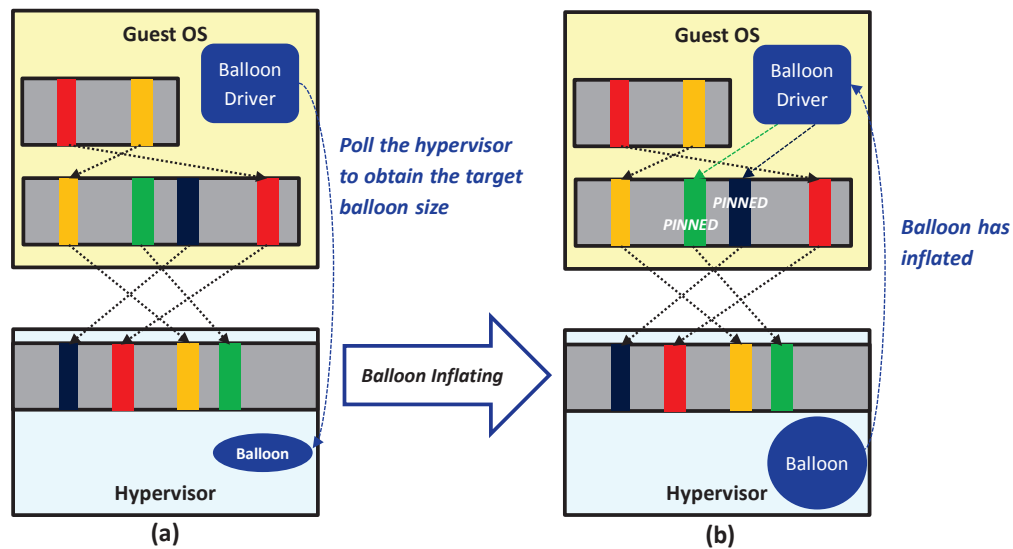 Guest OS
Balloon
Driver
Poll the hypervisor
to obtain the target
balloon size
Balloon
Hypervisor
(a)
Balloon Inflating
Guest OS
Balloon
Driver
PINNED
PINNED
Balloon has
inflated
Balloon
Hypervisor
(b)